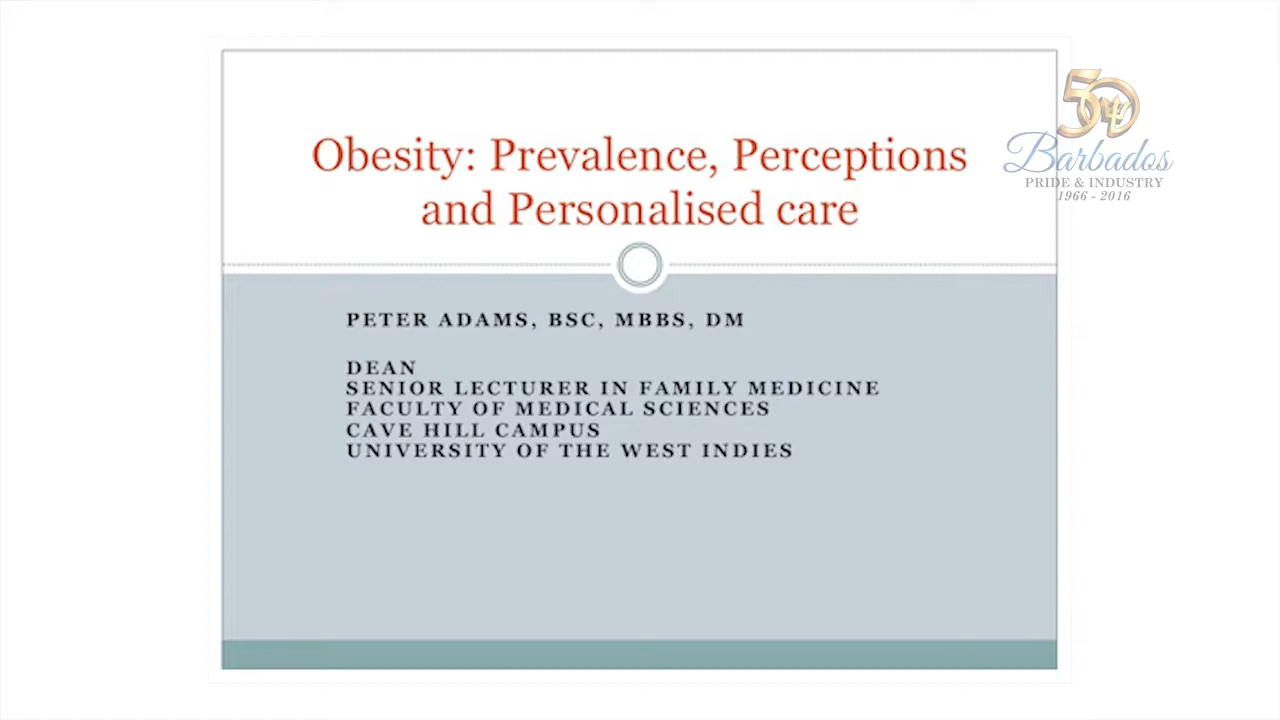 Obesity: Prevalence, Perceptions
and Personalised care
50
Barbados
PRIDE & INDUSTRY
1966 - 2016
PETER ADAMS, BSC, MBBS, DM
DEAN
SENIOR LECTURER IN FAMILY MEDICINE
FACULTY OF MEDICAL SCIENCES
CAVE HILL CAMPUS
UNIVERSITY OF THE WEST INDIES